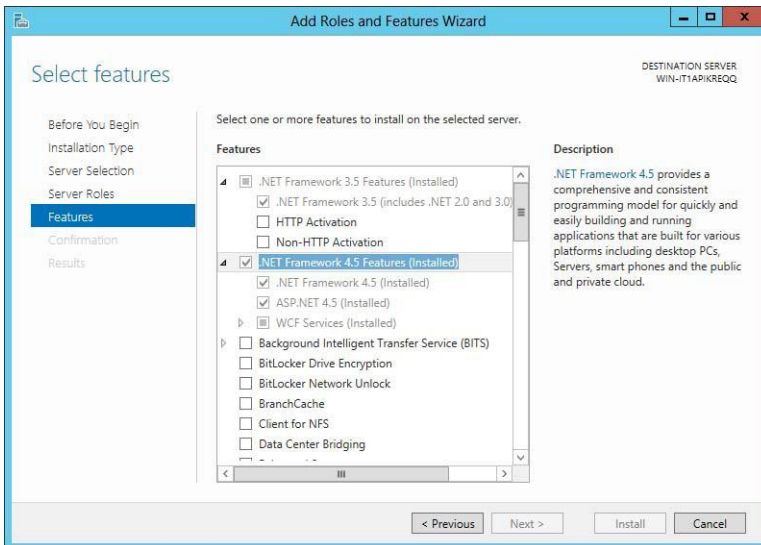 Add Roles and Features Wizard
Select features
DESTINATION SERVER
WIN-IT1APIKREQQ
Before You Begin
Installation Type
Server Selection
Server Roles
Features
Confirmation
Results
Select one or more features to install on the selected server.
Features
.NET Framework 3.5 Features (Installed)
.NET Framework 3.5 (includes .NET 2.0 and 3.0)
HTTP Activation
Non-HTTP Activation
.NET Framework 4.5 Features (Installed)
.NET Framework 4.5 (Installed)
ASP.NET 4.5 (Installed)
WCF Services (Installed)
Background Intelligent Transfer Service (BITS)
BitLocker Drive Encryption
BitLocker Network Unlock
BranchCache
Client for NFS
Data Center Bridging
Description
.NET Framework 4.5 provides a
comprehensive and consistent
programming model for quickly and
easily building and running
applications that are built for various
platforms including desktop PCs,
Servers, smart phones and the public
and private cloud.
< Previous
Next >
Install
Cancel